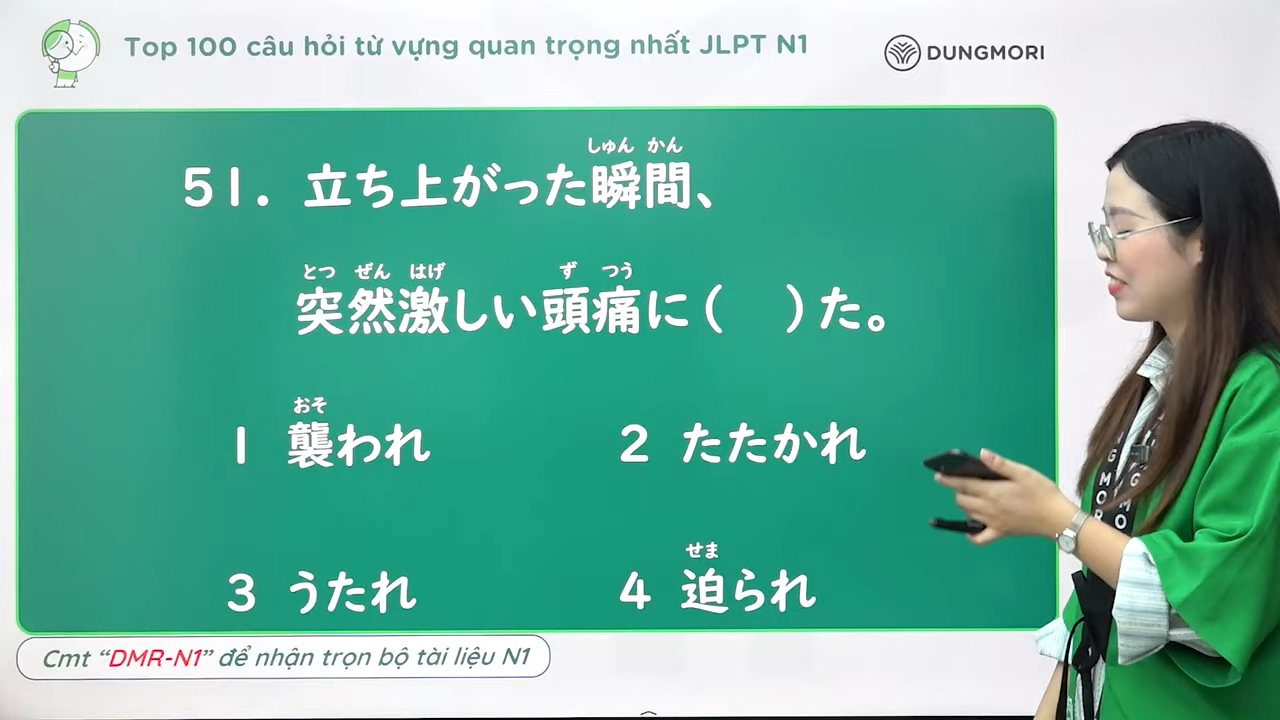 Top 100 câu hỏi từ vựng quan trọng nhất JLPT N1
DUNGMORI
しゅん かん
51. 立ち上がった瞬間、
とつ ぜん はげ ず つう
突然激しい頭痛に( )た。
おそ
1 襲われ 2 たたかれ
せま
3 うたれ 4 迫られ
Cmt “DMR-N1” để nhận trọn bộ tài liệu N1